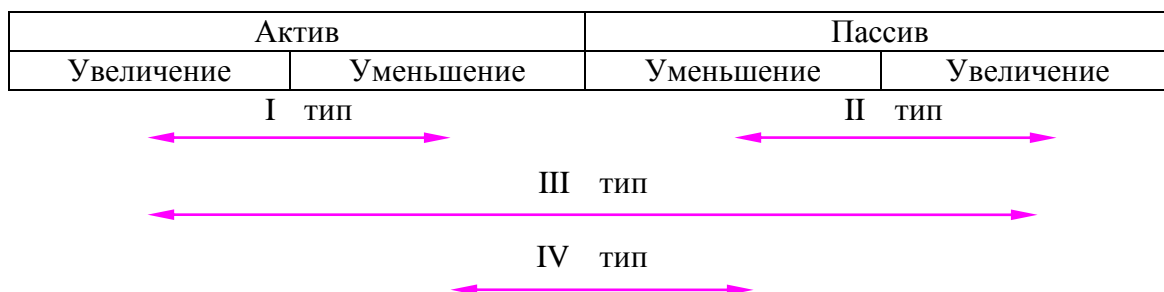 Актив Пассив
Увеличение Уменьшение Уменьшение Увеличение
I тип II тип
III тип
IV тип